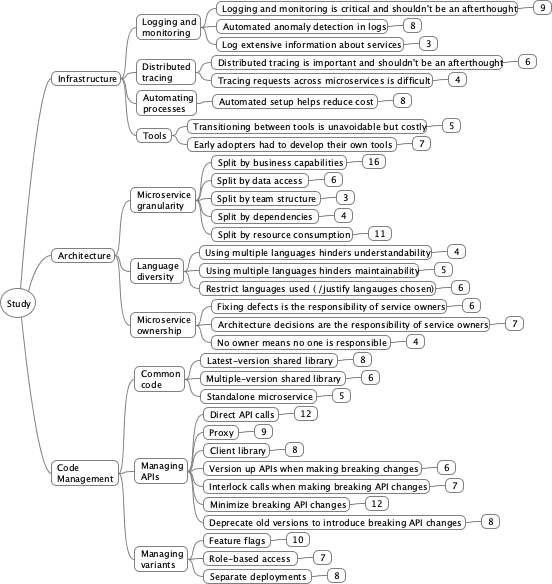 Study
Infrastructure
Logging and
monitoring
Logging and monitoring is critical and shouldn't be an afterthought
9
Automated anomaly detection in logs
8
Log extensive information about services
3
Distributed
tracing
Distributed tracing is important and shouldn't be an afterthought
6
Tracing requests across microservices is difficult
4
Automating
processes
Automated setup helps reduce cost
8
Tools
Transitioning between tools is unavoidable but costly
5
Early adopters had to develop their own tools
7
Architecture
Microservice
granularity
Split by business capabilities
16
Split by data access
6
Split by team structure
3
Split by dependencies
4
Split by resource consumption
11
Language
diversity
Using multiple languages hinders understandability
4
Using multiple languages hinders maintainability
5
Restrict languages used ( /justify langauges chosen)
6
Microservice
ownership
Fixing defects is the responsibility of service owners
6
Architecture decisions are the responsibility of service owners
7
No owner means no one is responsible
4
Code
Management
Common
code
Latest-version shared library
8
Multiple-version shared library
6
Standalone microservice
5
Managing
APIs
Direct API calls
12
Proxy
9
Client library
8
Version up APIs when making breaking changes
6
Interlock calls when making breaking API changes
7
Minimize breaking API changes
12
Deprecate old versions to introduce breaking API changes
8
Managing
variants
Feature flags
10
Role-based access
7
Separate deployments
8